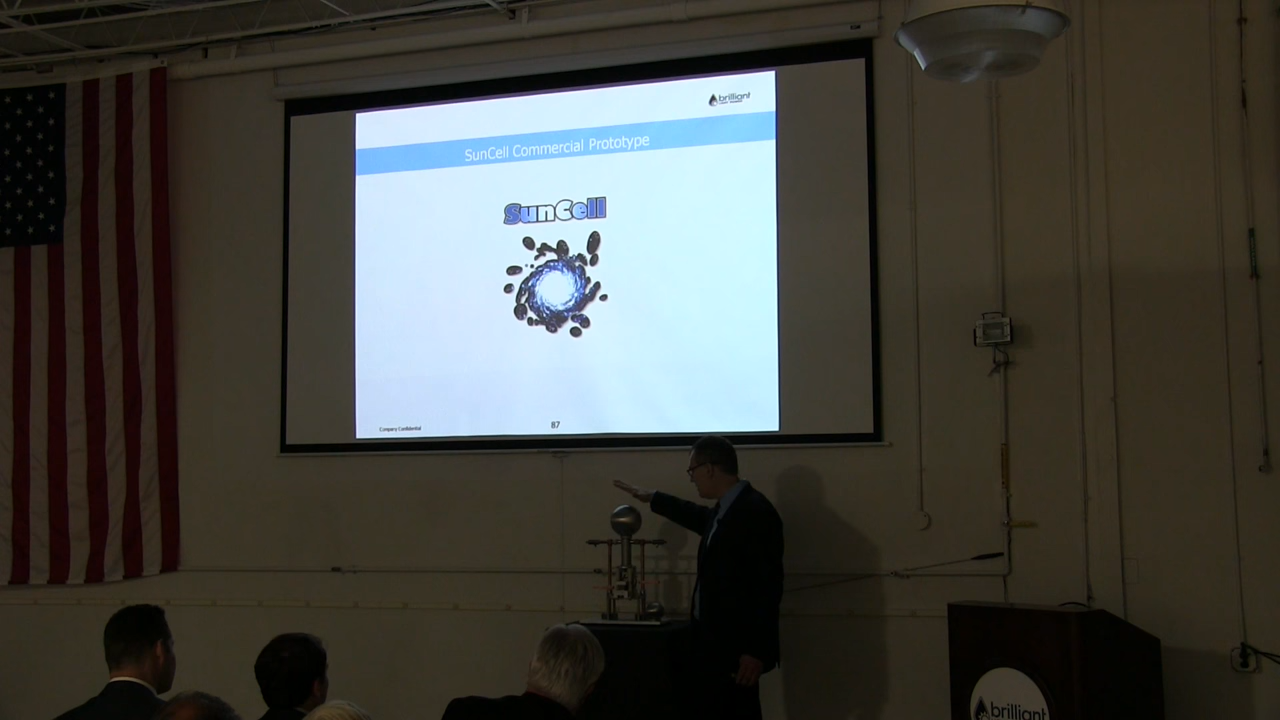 brilliant
SunCell Commercial Prototype
SunCell
Company Confidential
87
brilliant